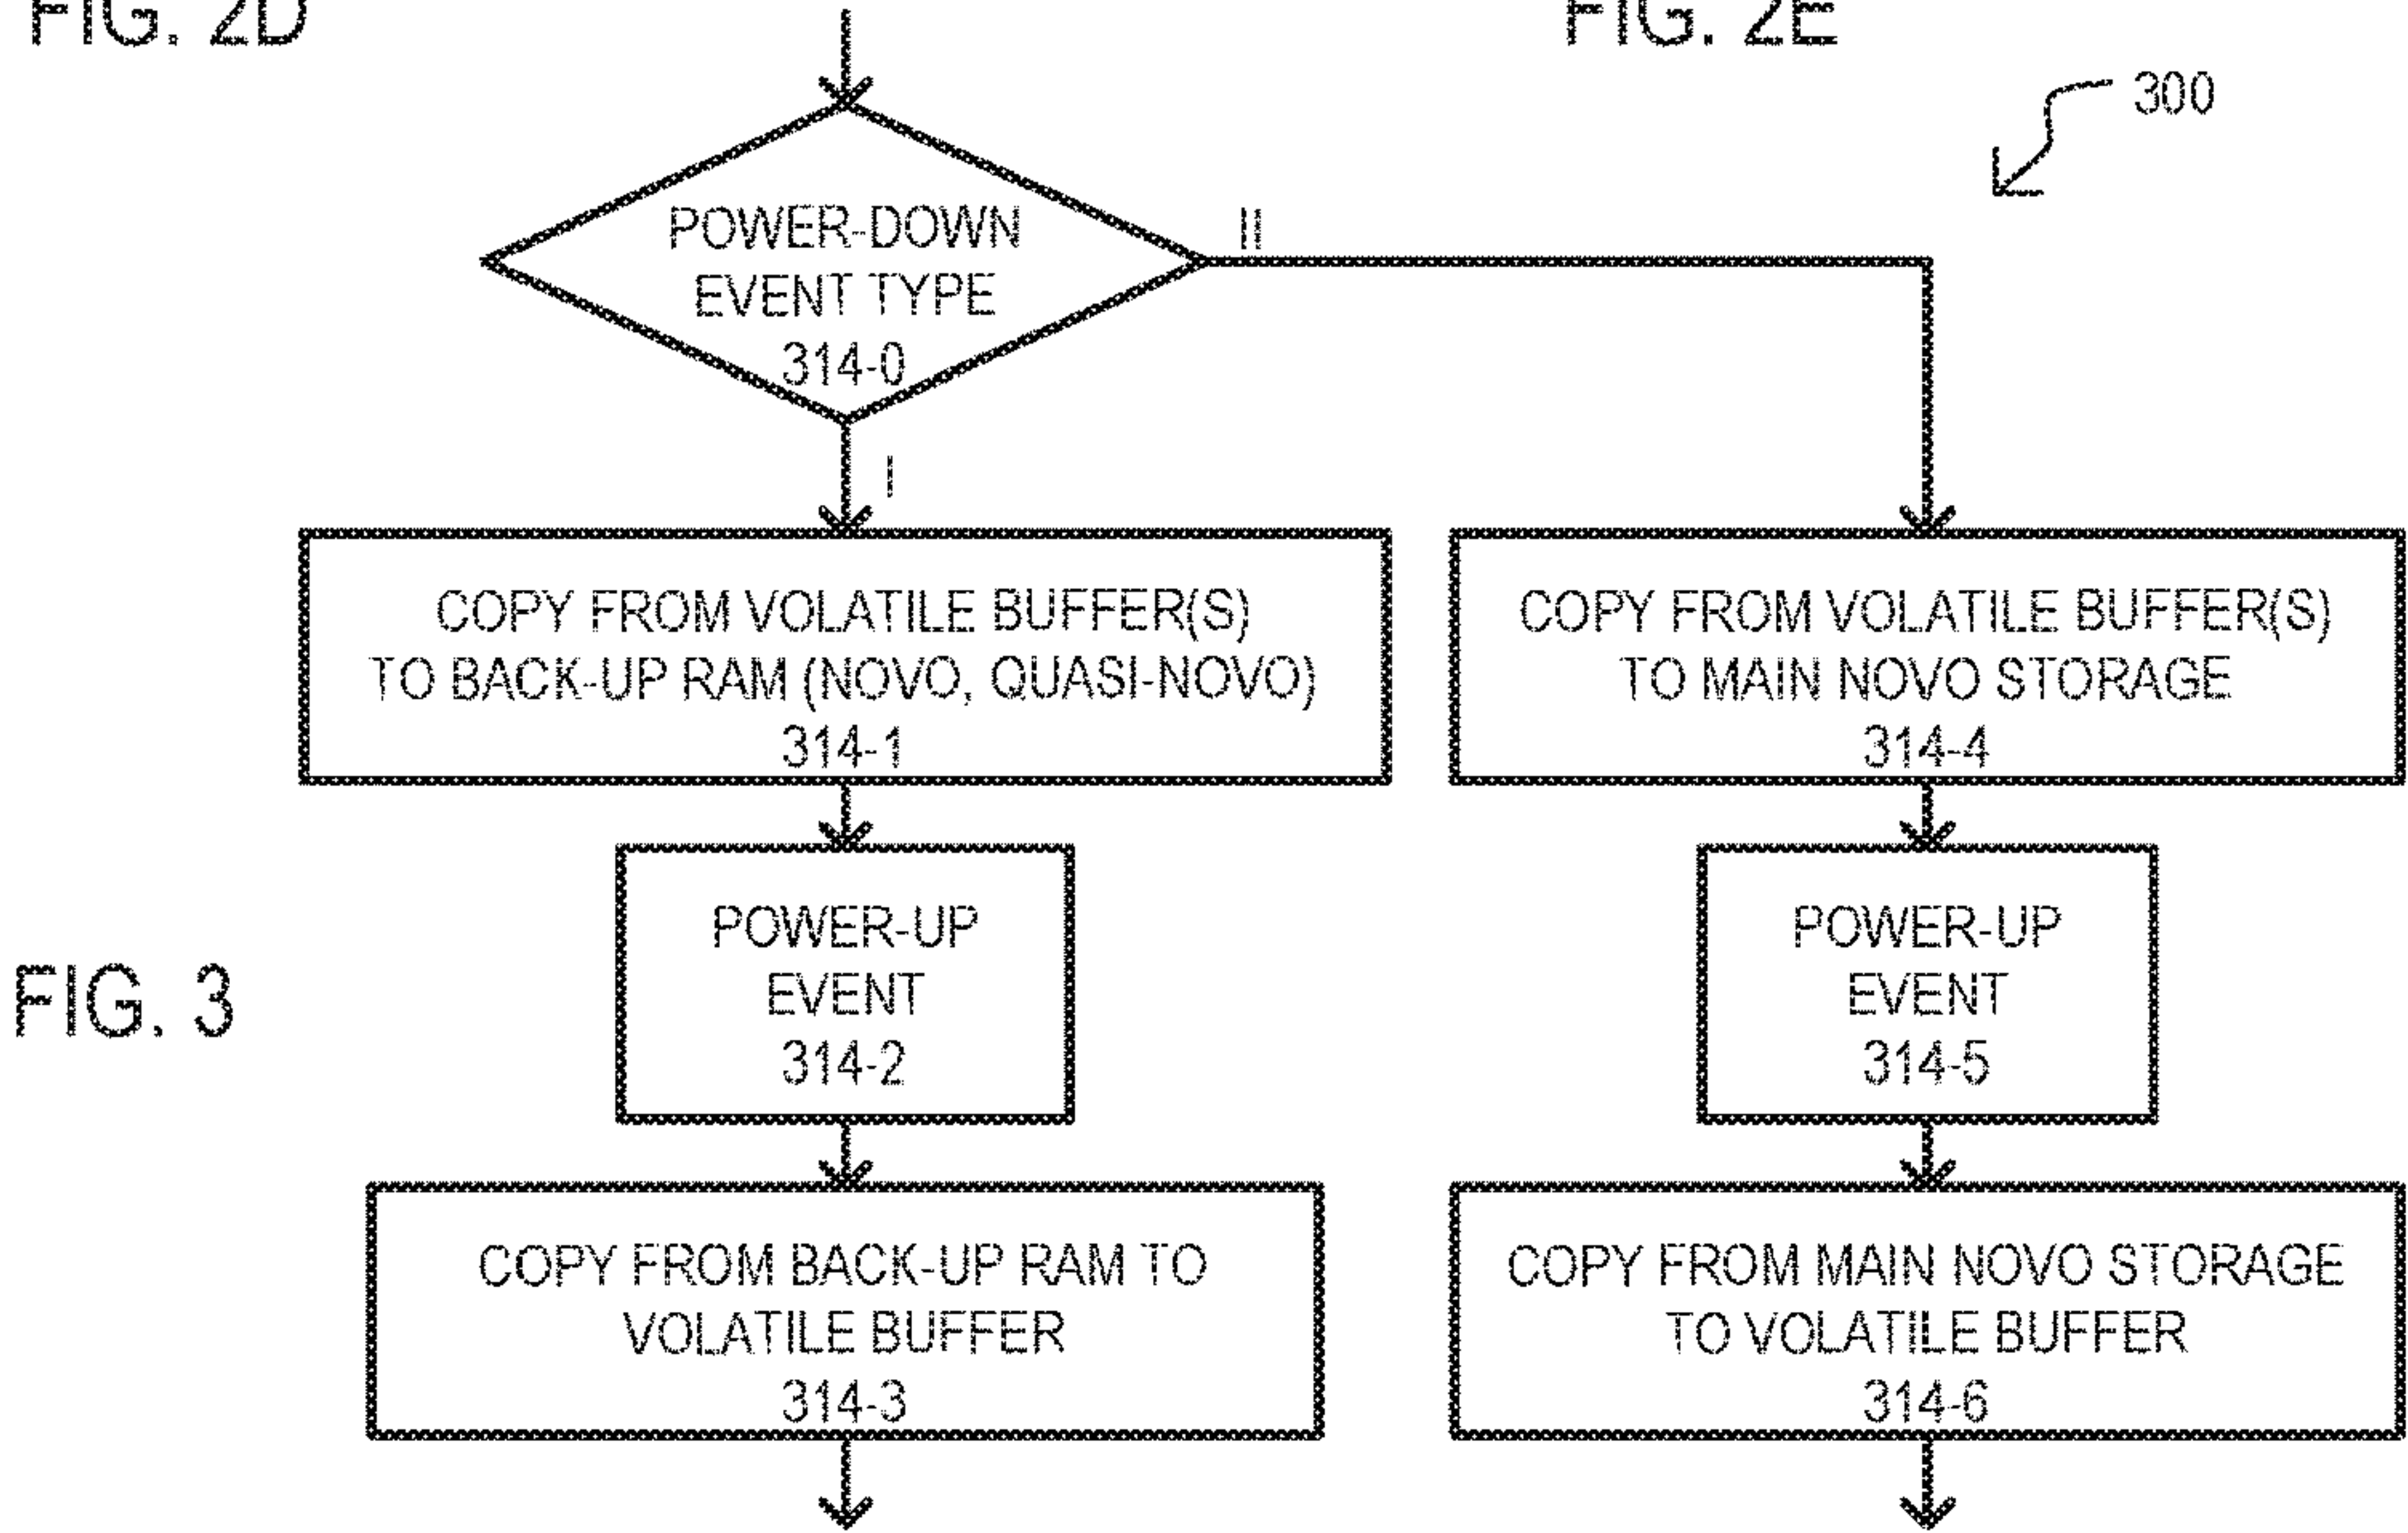 FIG. 2D
FIG. 2E
300
POWER-DOWN
EVENT TYPE
314-0
II
I
COPY FROM VOLATILE BUFFER(S)
TO BACK-UP RAM (NOVO, QUASI-NOVO)
314-1
COPY FROM VOLATILE BUFFER(S)
TO MAIN NOVO STORAGE
314-4
POWER-UP
EVENT
314-2
POWER-UP
EVENT
314-5
FIG. 3
COPY FROM BACK-UP RAM TO
VOLATILE BUFFER
314-3
COPY FROM MAIN NOVO STORAGE
TO VOLATILE BUFFER
314-6